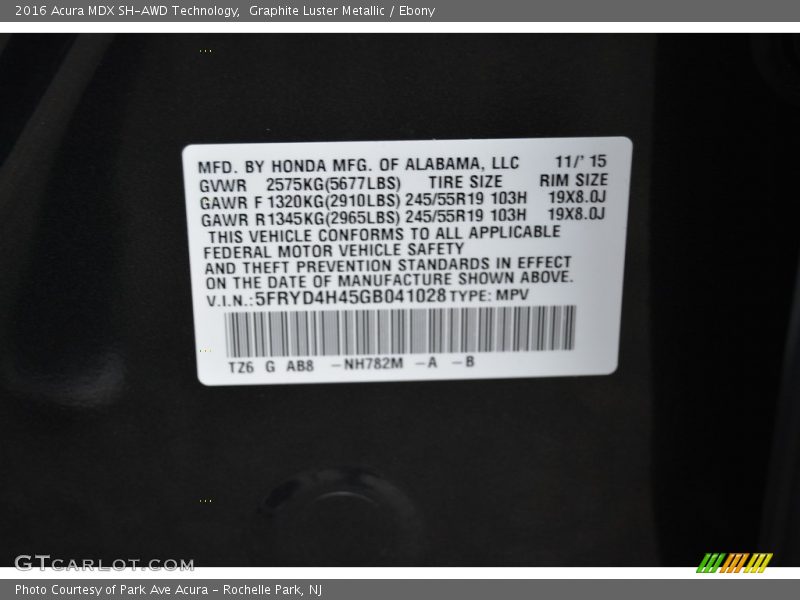 2016 Acura MDX SH-AWD Technology,  Graphite Luster Metallic / Ebony
MFD. BY HONDA MFG. OF ALABAMA, LLC 11/' 15
GVWR 2575KG(5677LBS) TIRE SIZE RIM SIZE
GAWR F 1320KG(2910LBS) 245/55R19 103H 19X8.0J
GAWR R1345KG(2965LBS) 245/55R19 103H 19X8.0J
THIS VEHICLE CONFORMS TO ALL APPLICABLE
FEDERAL MOTOR VEHICLE SAFETY
AND THEFT PREVENTION STANDARDS IN EFFECT
ON THE DATE OF MANUFACTURE SHOWN ABOVE.
V.I.N.: 5FRYD4H45GB041028 TYPE: MPV
TZ6 G AB8 -NH782M -A -B
GTCARLOT.COM
Photo Courtesy of Park Ave Acura - Rochelle Park, NJ